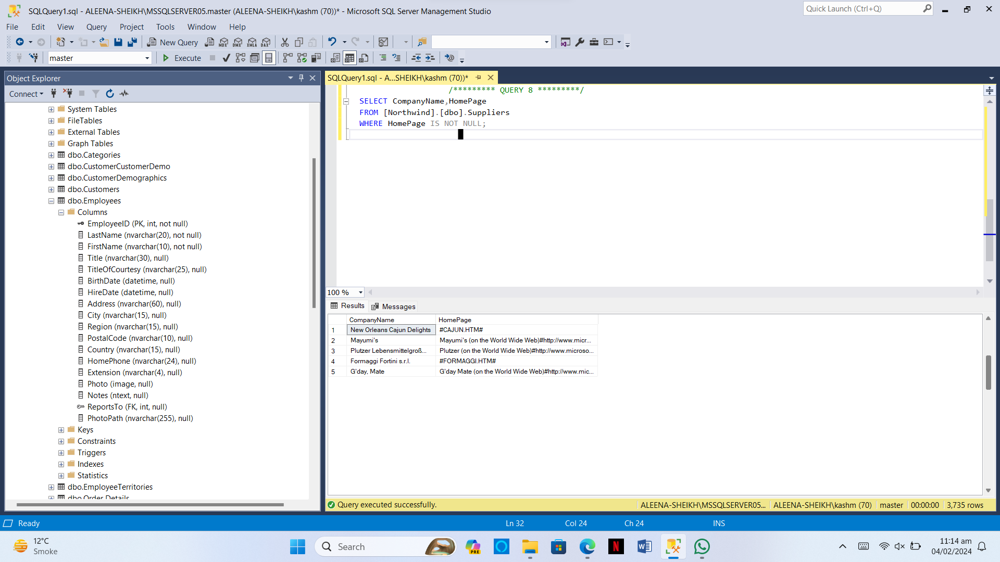 SQLQuery1.sql - ALEENA-SHEIKH\MSSQLSERVER05.master (ALEENA-SHEIKH\kashm (70))* - Microsoft SQL Server Management Studio
Quick Launch (Ctrl+Q)
File Edit View Query Project Tools Window Help
New Query
MDX DMX XMLA DAX
master
Execute
Object Explorer
Connect
System Tables
FileTables
External Tables
Graph Tables
dbo.Categories
dbo.CustomerCustomerDemo
dbo.CustomerDemographics
dbo.Customers
dbo.Employees
Columns
EmployeeID (PK, int, not null)
LastName (nvarchar(20), not null)
FirstName (nvarchar(10), not null)
Title (nvarchar(30), null)
TitleOfCourtesy (nvarchar(25), null)
BirthDate (datetime, null)
HireDate (datetime, null)
Address (nvarchar(60), null)
City (nvarchar(15), null)
Region (nvarchar(15), null)
PostalCode (nvarchar(10), null)
Country (nvarchar(15), null)
HomePhone (nvarchar(24), null)
Extension (nvarchar(4), null)
Photo (image, null)
Notes (ntext, null)
ReportsTo (FK, int, null)
PhotoPath (nvarchar(255), null)
Keys
Constraints
Triggers
Indexes
Statistics
dbo.EmployeeTerritories
dbo.Order Details
SQLQuery1.sql - A...SHEIKH\kashm (70))*
/********* QUERY 8 *********/
SELECT CompanyName,HomePage
FROM [Northwind].[dbo].Suppliers
WHERE HomePage IS NOT NULL;
100 %
Results Messages
CompanyName HomePage
1 New Orleans Cajun Delights #CAJUN.HTM#
2 Mayumi's Mayumi's (on the World Wide Web)#http://www.micr...
3 Plutzer Lebensmittelgroß... Plutzer (on the World Wide Web)#http://www.microso...
4 Formaggi Fortini s.r.l. #FORMAGGI.HTM#
5 G'day, Mate G'day Mate (on the World Wide Web)#http://www.mic...
Query executed successfully. ALEENA-SHEIKH\MSSQLSERVER05... ALEENA-SHEIKH\kashm (70) master 00:00:00 3,735 rows
Ready Ln 32 Col 24 Ch 24 INS
12°C
Smoke
Search
PRE
N
W
11:14 am
04/02/2024